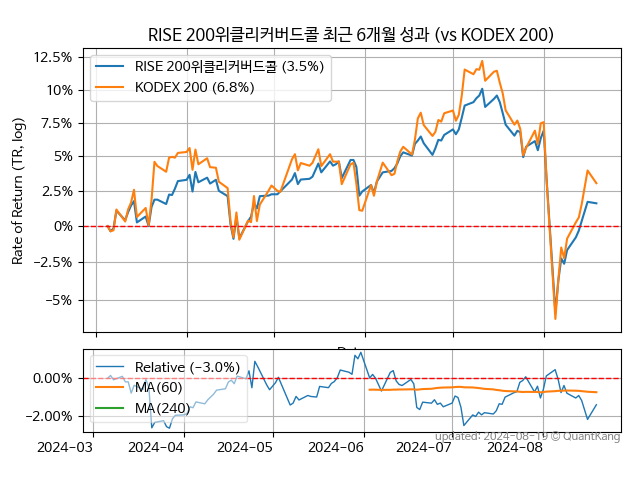 RISE 200위클리커버드콜 최근 6개월 성과 (vs KODEX 200)
Rate of Return (TR, log)
12.5%
10%
7.5%
5%
2.5%
0%
−2.5%
−5%
RISE 200위클리커버드콜 (3.5%)
KODEX 200 (6.8%)
0.00%
−2.00%
Relative (−3.0%)
MA(60)
MA(240)
updated: 2024-08-19 © QuantKang
2024-03
2024-04
2024-05
2024-06
2024-07
2024-08